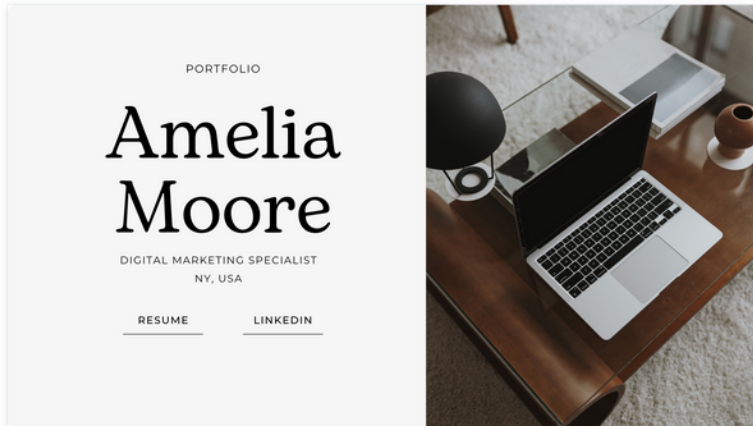 PORTFOLIO
Amelia
Moore
DIGITAL MARKETING SPECIALIST
NY, USA
RESUME
LINKEDIN